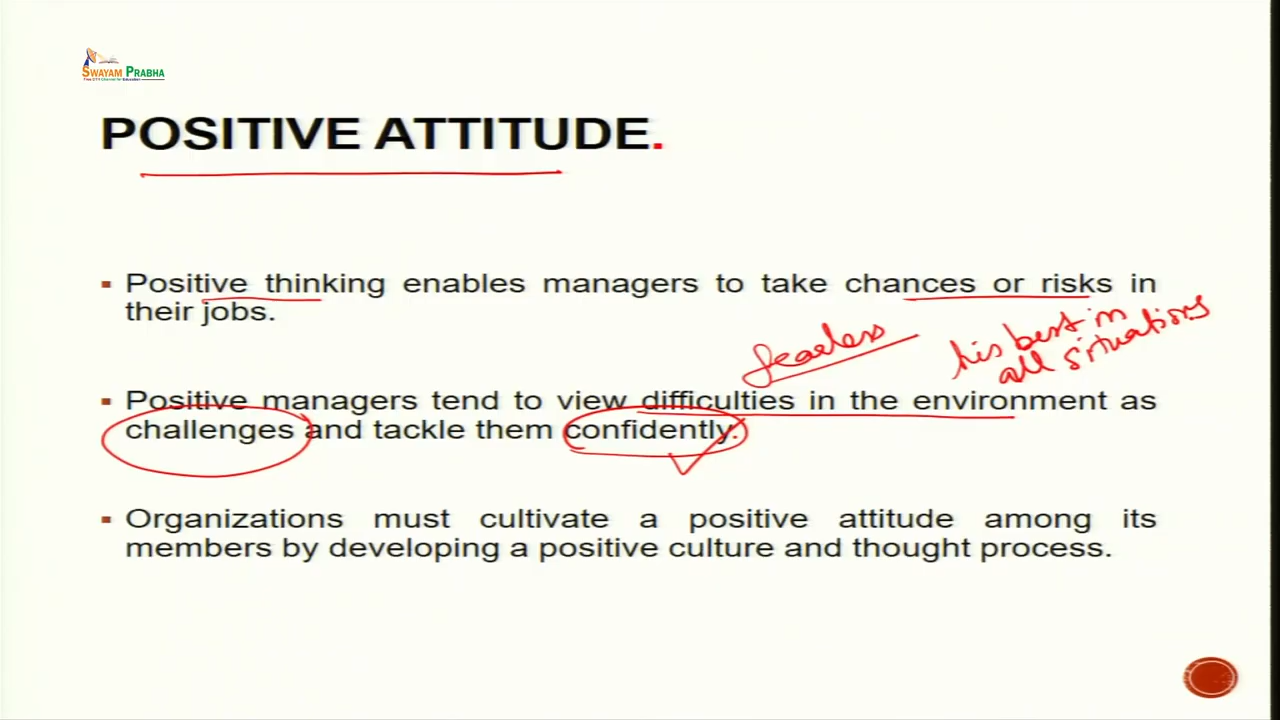 SWAYAM PRABHA
POSITIVE ATTITUDE.
Positive thinking enables managers to take chances or risks in
their jobs.
fearless
his best in
all situations
Positive managers tend to view difficulties in the environment as
challenges and tackle them confidently.
Organizations must cultivate a positive attitude among its
members by developing a positive culture and thought process.